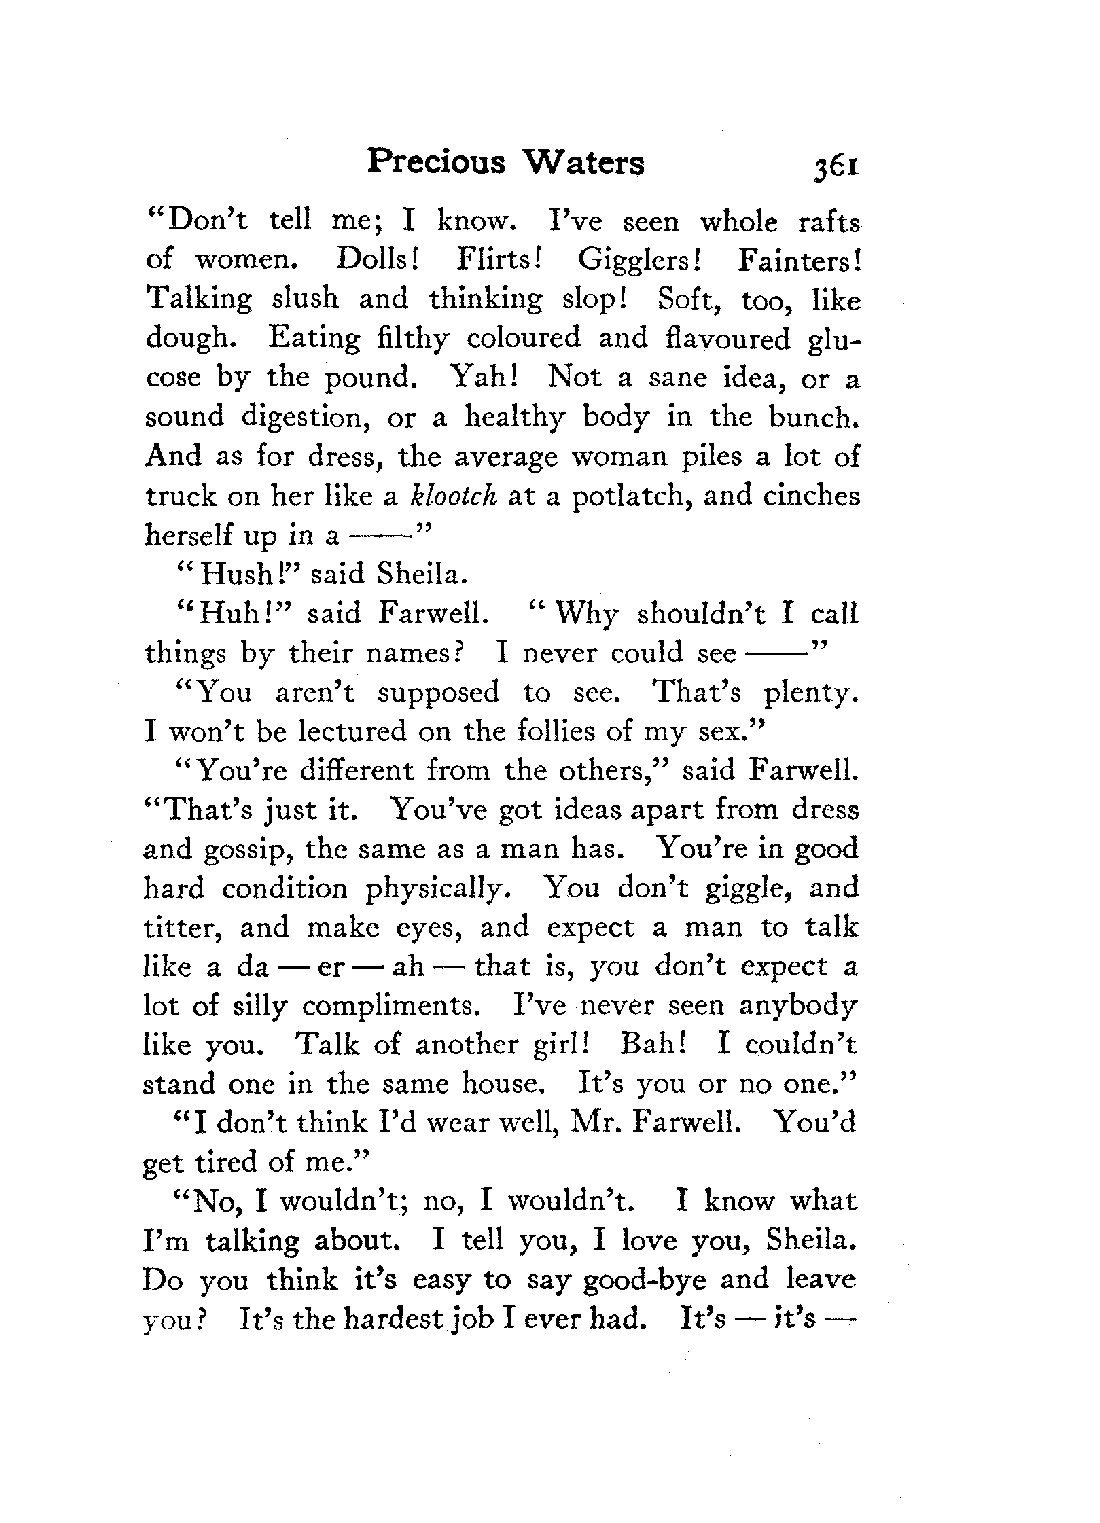 Precious Waters 361
“Don’t tell me; I know. I’ve seen whole rafts
of women. Dolls! Flirts! Gigglers! Fainters!
Talking slush and thinking slop! Soft, too, like
dough. Eating filthy coloured and flavoured glu-
cose by the pound. Yah! Not a sane idea, or a
sound digestion, or a healthy body in the bunch.
And as for dress, the average woman piles a lot of
truck on her like a klootch at a potlatch, and cinches
herself up in a ——”
“Hush!” said Sheila.
“Huh!” said Farwell. “Why shouldn’t I call
things by their names? I never could see ——”
“You aren’t supposed to see. That’s plenty.
I won’t be lectured on the follies of my sex.”
“You’re different from the others,” said Farwell.
“That’s just it. You’ve got ideas apart from dress
and gossip, the same as a man has. You’re in good
hard condition physically. You don’t giggle, and
titter, and make eyes, and expect a man to talk
like a da — er — ah — that is, you don’t expect a
lot of silly compliments. I’ve never seen anybody
like you. Talk of another girl! Bah! I couldn’t
stand one in the same house. It’s you or no one.”
“I don’t think I’d wear well, Mr. Farwell. You’d
get tired of me.”
“No, I wouldn’t; no, I wouldn’t. I know what
I’m talking about. I tell you, I love you, Sheila.
Do you think it’s easy to say good-bye and leave
you? It’s the hardest job I ever had. It’s — it’s —